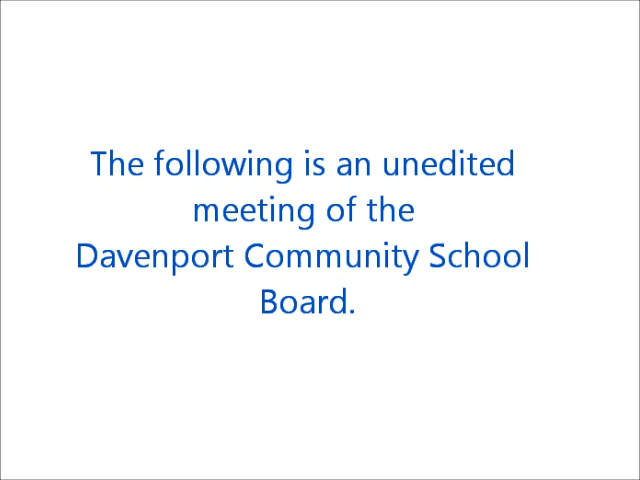 The following is an unedited
meeting of the
Davenport Community School
Board.